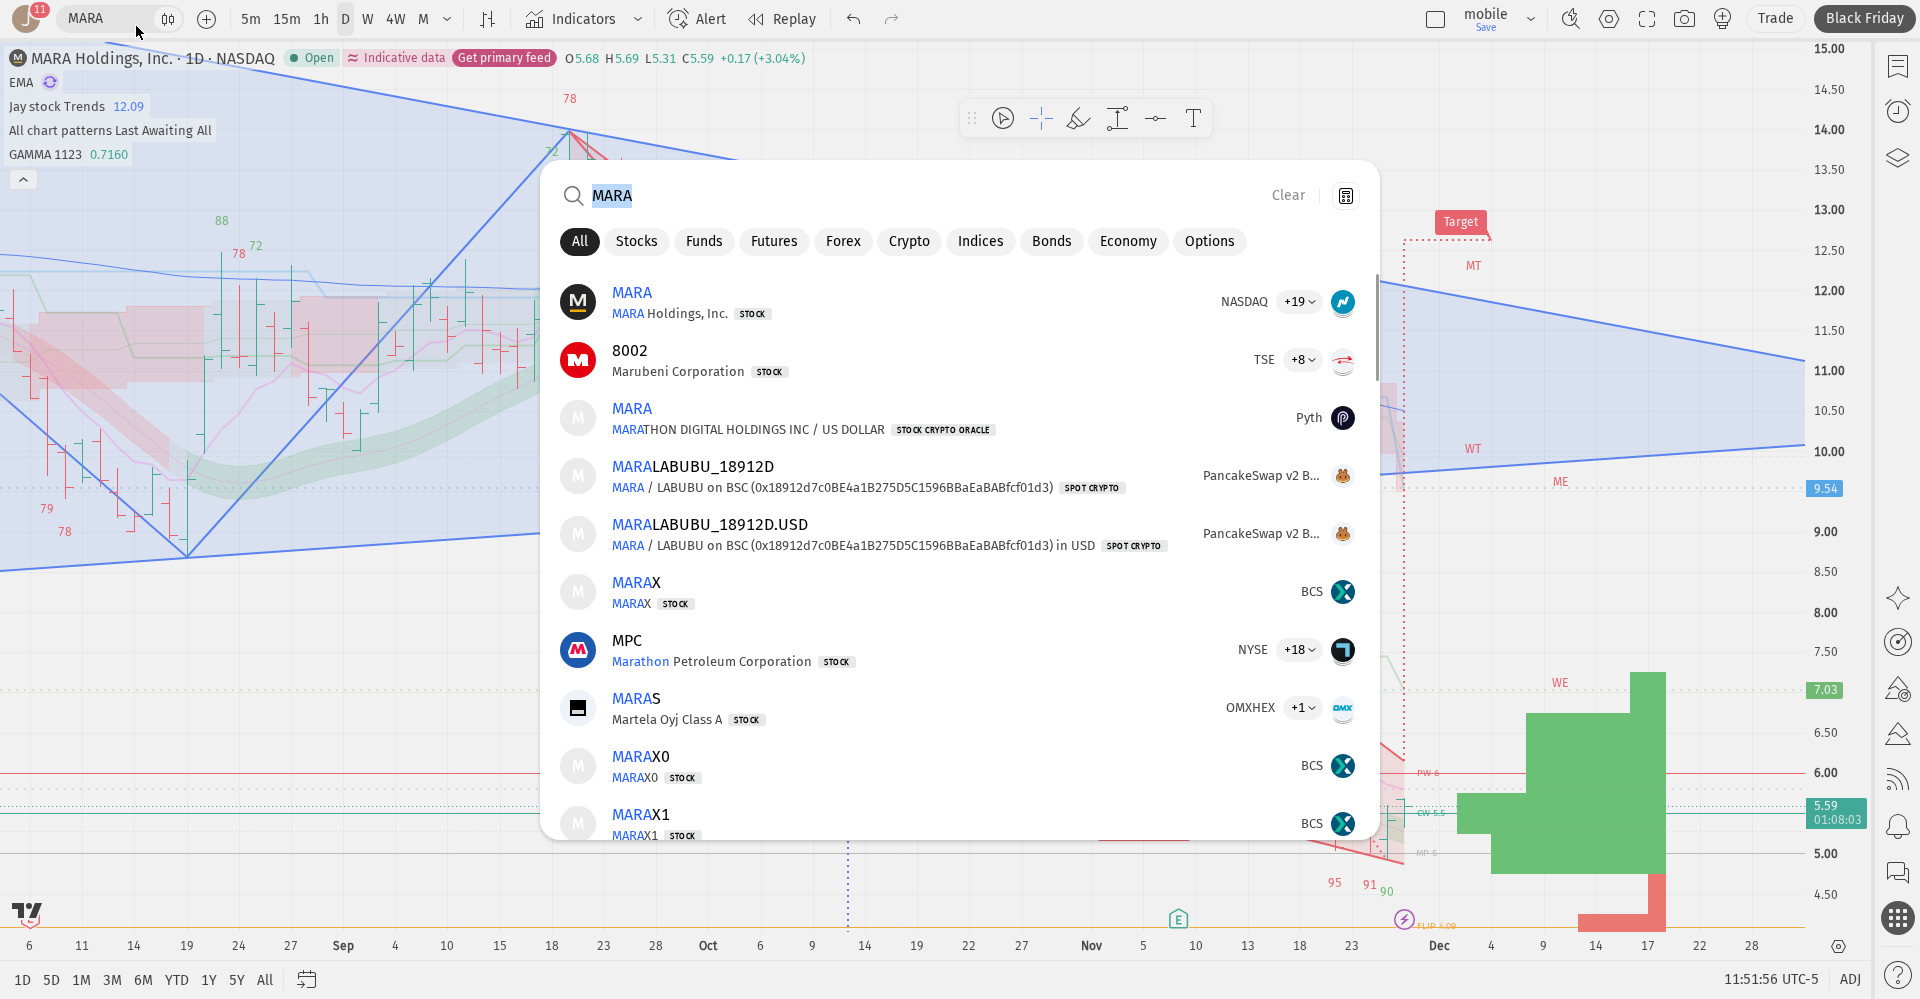 J 11 MARA 5m 15m 1h D W 4W M Indicators Alert Replay mobile Save Trade Black Friday
MARA Holdings, Inc. · 1D · NASDAQ Open Indicative data Get primary feed O5.68 H5.69 L5.31 C5.59 +0.17 (+3.04%)
EMA
Jay stock Trends 12.09
All chart patterns Last Awaiting All
GAMMA 1123 0.7160
78
72
88
78
72
79
78
MARA Clear
All Stocks Funds Futures Forex Crypto Indices Bonds Economy Options
MARA
MARA Holdings, Inc. STOCK
NASDAQ +19
8002
Marubeni Corporation STOCK
TSE +8
MARA
MARATHON DIGITAL HOLDINGS INC / US DOLLAR STOCK CRYPTO ORACLE
Pyth
MARALABUBU_18912D
MARA / LABUBU on BSC (0x18912d7c0BE4a1B275D5C1596BBaEaBABfcf01d3) SPOT CRYPTO
PancakeSwap v2 B...
MARALABUBU_18912D.USD
MARA / LABUBU on BSC (0x18912d7c0BE4a1B275D5C1596BBaEaBABfcf01d3) in USD SPOT CRYPTO
PancakeSwap v2 B...
MARAX
MARAX STOCK
BCS
MPC
Marathon Petroleum Corporation STOCK
NYSE +18
MARAS
Martela Oyj Class A STOCK
OMXHEX +1
MARAX0
MARAX0 STOCK
BCS
MARAX1
MARAX1 STOCK
BCS
Target
MT
WT
ME
WE
PW 6
CW 5.5
MP 5
FLIP 4.09
95
91
90
E
15.00
14.50
14.00
13.50
13.00
12.50
12.00
11.50
11.00
10.50
10.00
9.54
9.00
8.50
8.00
7.50
7.03
6.50
6.00
5.59
01:08:03
5.00
4.50
6 11 14 19 24 27 Sep 4 10 15 18 23 28 Oct 6 9 14 19 22 27 Nov 5 10 13 18 23 Dec 4 9 14 17 22 28
1D 5D 1M 3M 6M YTD 1Y 5Y All 11:51:56 UTC-5 ADJ